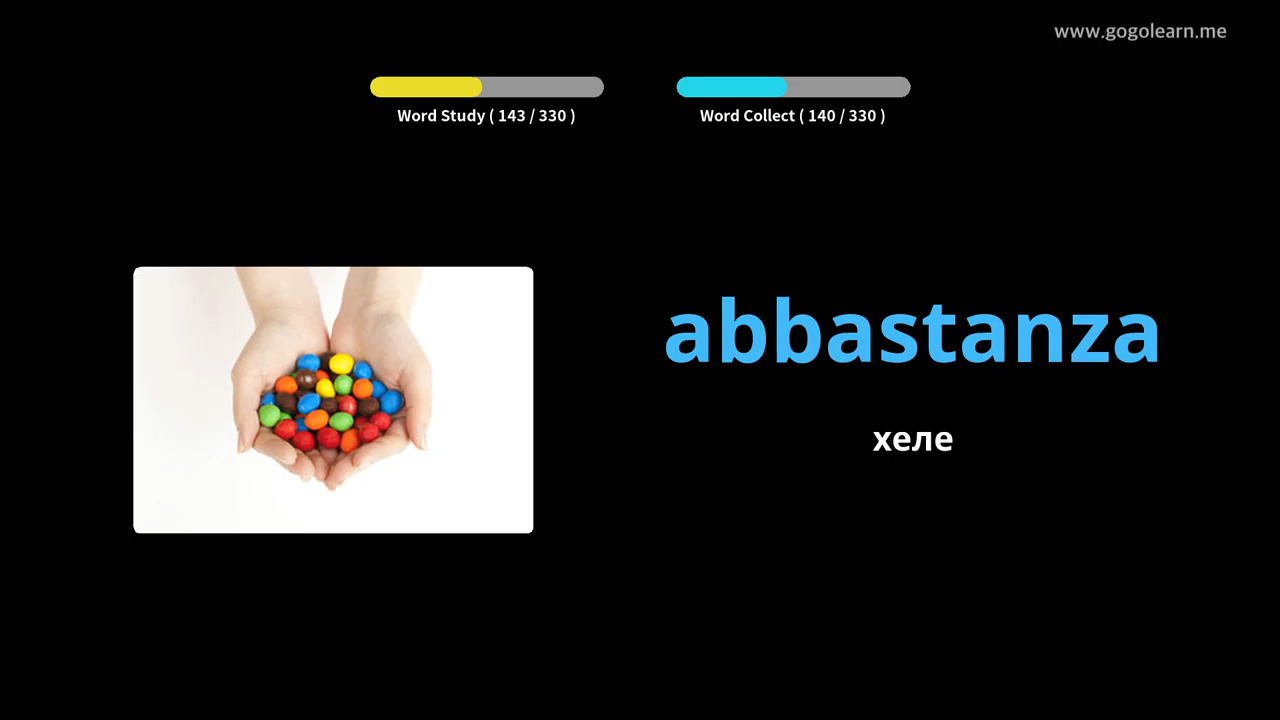 www.gogolearn.me
Word Study ( 143 / 330 )
Word Collect ( 140 / 330 )
abbastanza
хеле